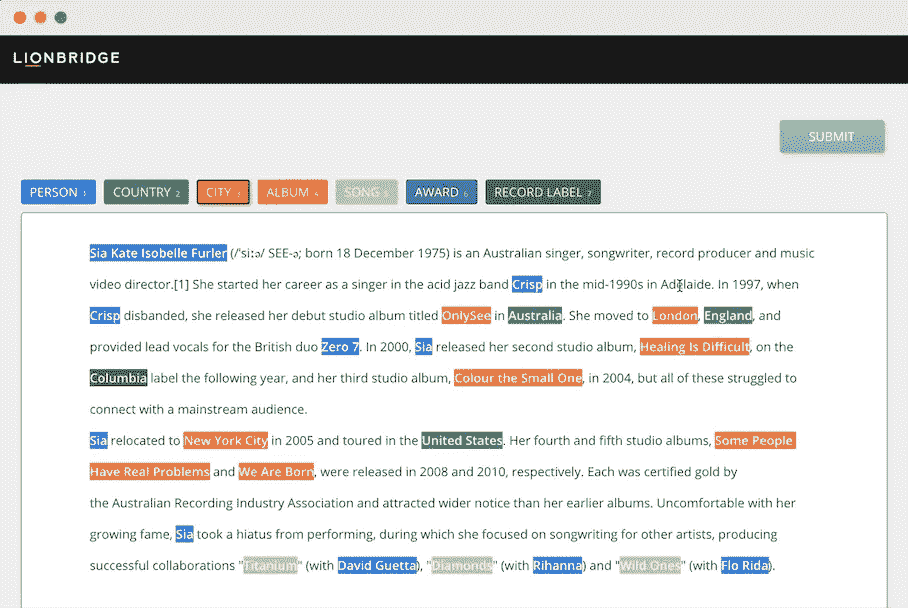 LIONBRIDGE
SUBMIT
PERSON 1 COUNTRY 2 CITY 3 ALBUM 4 SONG 5 AWARD 6 RECORD LABEL 7
Sia Kate Isobelle Furler (/ˈsiːə/ SEE-ə; born 18 December 1975) is an Australian singer, songwriter, record producer and music
video director.[1] She started her career as a singer in the acid jazz band Crisp in the mid-1990s in Adelaide. In 1997, when
Crisp disbanded, she released her debut studio album titled OnlySee in Australia. She moved to London, England, and
provided lead vocals for the British duo Zero 7. In 2000, Sia released her second studio album, Healing Is Difficult, on the
Columbia label the following year, and her third studio album, Colour the Small One, in 2004, but all of these struggled to
connect with a mainstream audience.
Sia relocated to New York City in 2005 and toured in the United States. Her fourth and fifth studio albums, Some People
Have Real Problems and We Are Born, were released in 2008 and 2010, respectively. Each was certified gold by
the Australian Recording Industry Association and attracted wider notice than her earlier albums. Uncomfortable with her
growing fame, Sia took a hiatus from performing, during which she focused on songwriting for other artists, producing
successful collaborations "Titanium" (with David Guetta), "Diamonds" (with Rihanna) and "Wild Ones" (with Flo Rida).